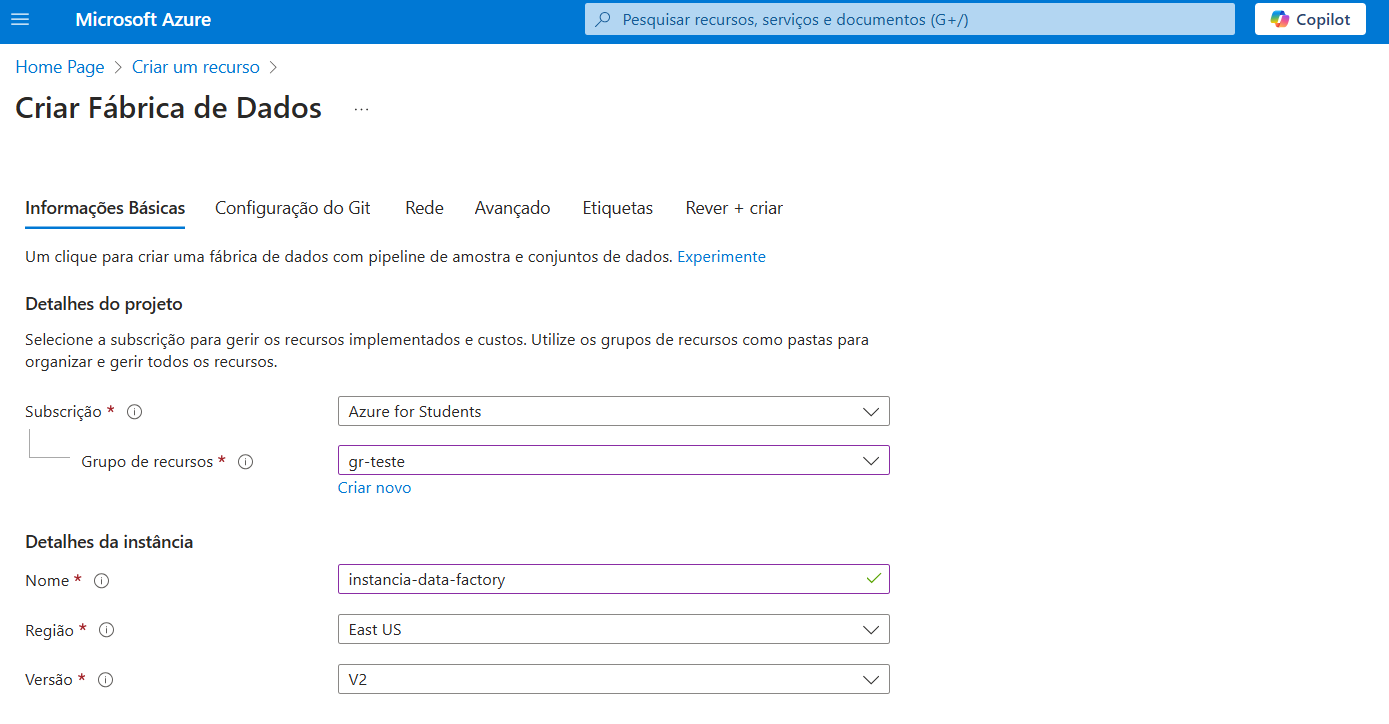 Microsoft Azure
Pesquisar recursos, serviços e documentos (G+/)
Copilot
Home Page > Criar um recurso >
Criar Fábrica de Dados ...
Informações Básicas Configuração do Git Rede Avançado Etiquetas Rever + criar
Um clique para criar uma fábrica de dados com pipeline de amostra e conjuntos de dados. Experimente
Detalhes do projeto
Selecione a subscrição para gerir os recursos implementados e custos. Utilize os grupos de recursos como pastas para
organizar e gerir todos os recursos.
Subscrição *
Azure for Students
Grupo de recursos *
gr-teste
Criar novo
Detalhes da instância
Nome *
instancia-data-factory
Região *
East US
Versão *
V2